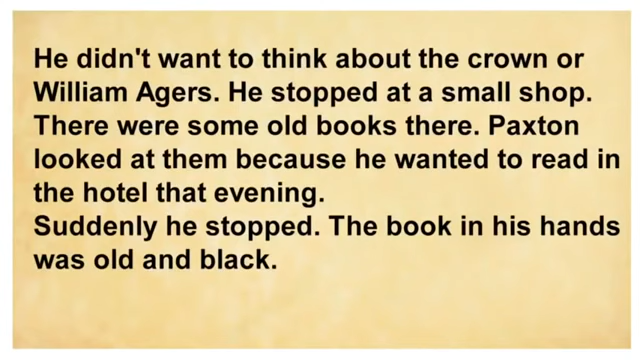 He didn't want to think about the crown or
William Agers. He stopped at a small shop.
There were some old books there. Paxton
looked at them because he wanted to read in
the hotel that evening.
Suddenly he stopped. The book in his hands
was old and black.